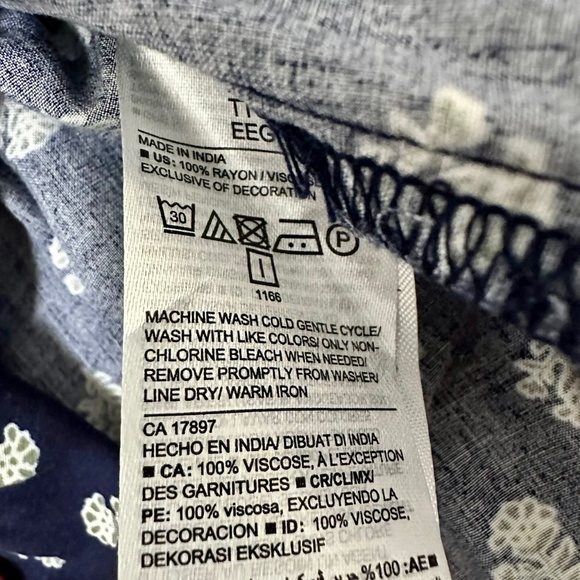 EEG
MADE IN INDIA
■ US: 100% RAYON/
EXCLUSIVE OF DECORATION
30
P
1166
MACHINE WASH COLD GENTLE CYCLE/
WASH WITH LIKE COLORS/ ONLY NON-
CHLORINE BLEACH WHEN NEEDED/
REMOVE PROMPTLY FROM WASHER/
LINE DRY/ WARM IRON
CA 17897
HECHO EN INDIA/ DIBUAT DI INDIA
■ CA: 100% VISCOSE, À L'EXCEPTION
DES GARNITURES ■ CR/CL/MX/
PE: 100% viscosa, EXCLUYENDO LA
DECORACION ■ ID: 100% VISCOSE,
DEKORASI EKSKLUSIF
■ AE: %100